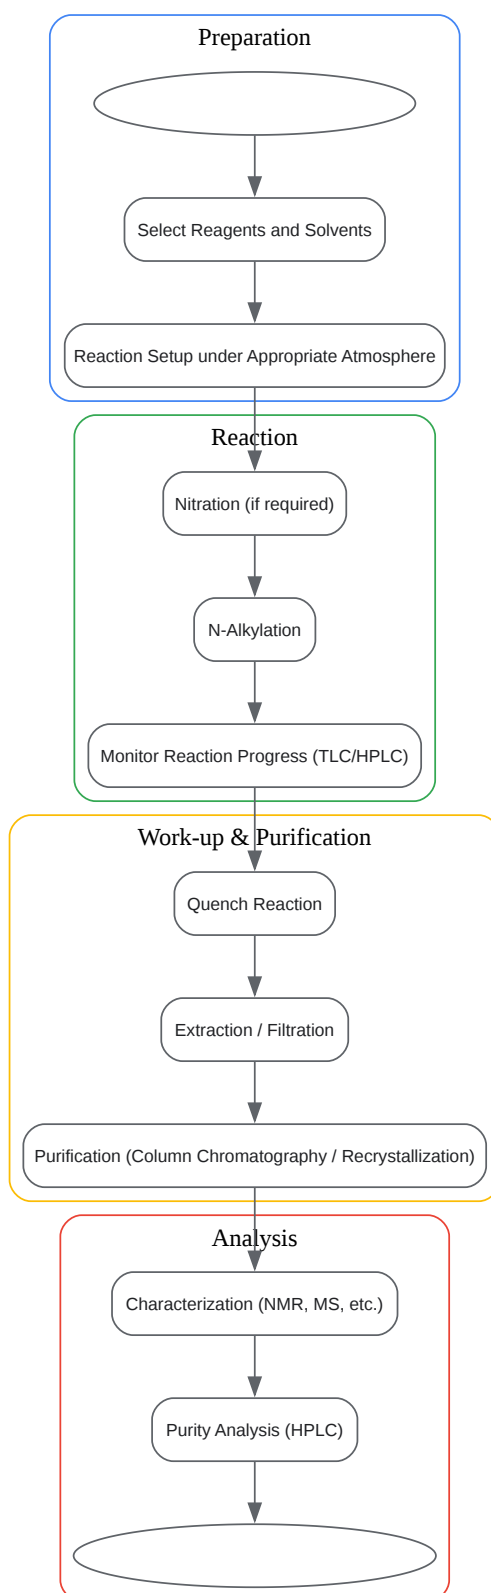 Preparation
Select Reagents and Solvents
Reaction Setup under Appropriate Atmosphere
Reaction
Nitration (if required)
N-Alkylation
Monitor Reaction Progress (TLC/HPLC)
Work-up & Purification
Quench Reaction
Extraction / Filtration
Purification (Column Chromatography / Recrystallization)
Analysis
Characterization (NMR, MS, etc.)
Purity Analysis (HPLC)